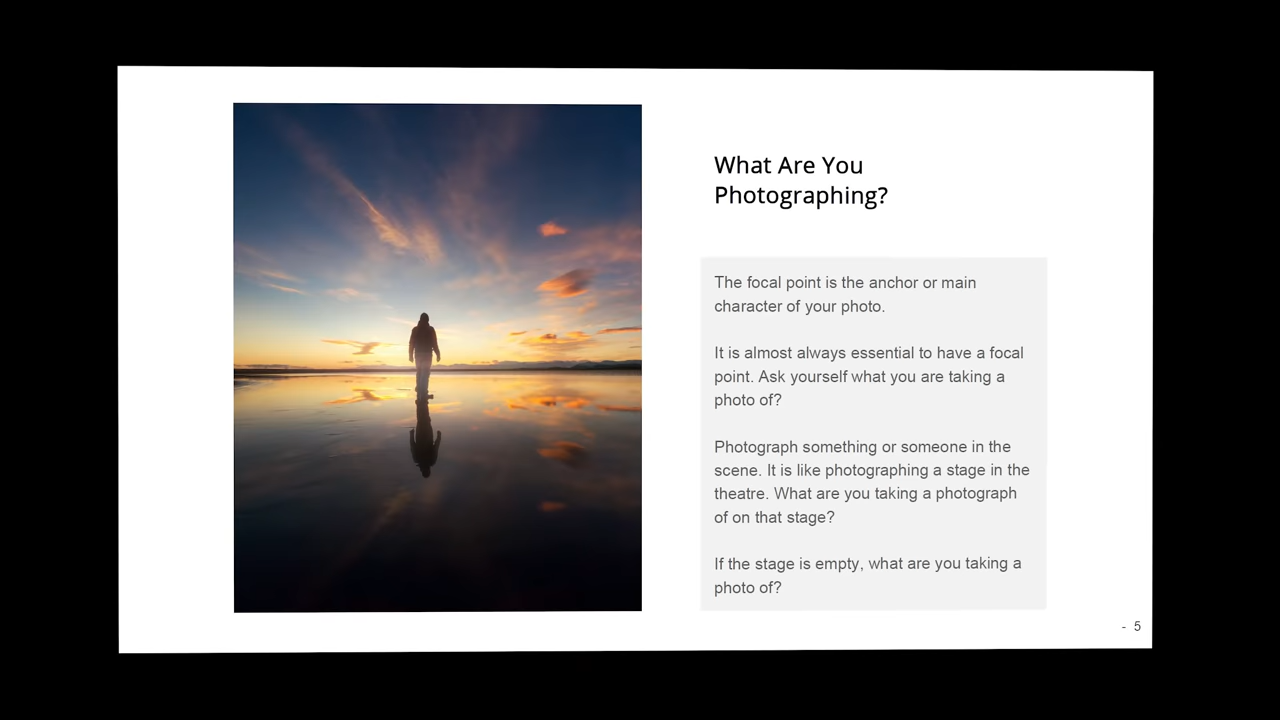 What Are You
Photographing?
The focal point is the anchor or main
character of your photo.
It is almost always essential to have a focal
point. Ask yourself what you are taking a
photo of?
Photograph something or someone in the
scene. It is like photographing a stage in the
theatre. What are you taking a photograph
of on that stage?
If the stage is empty, what are you taking a
photo of?
- 5